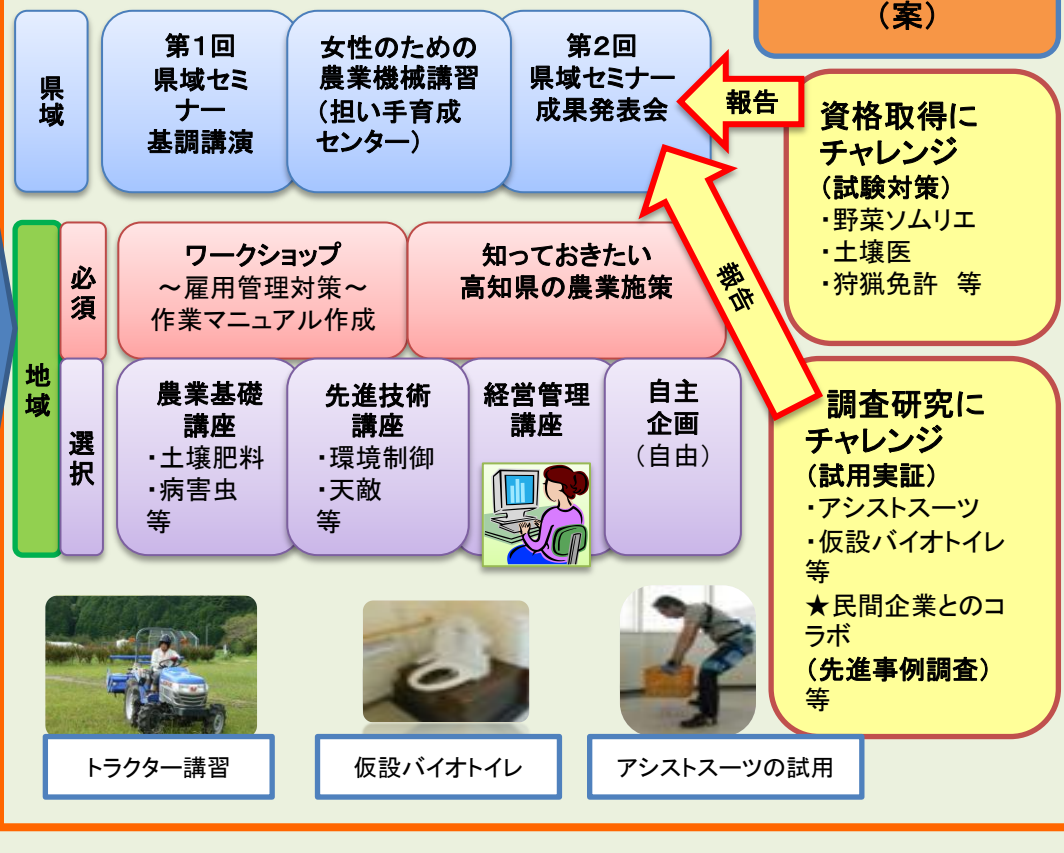 （案）
県
域
第１回
県域セミ
ナー
基調講演
女性のための
農業機械講習
（担い手育成
センター）
第２回
県域セミナー
成果発表会
報告
資格取得に
チャレンジ
（試験対策）
・野菜ソムリエ
・土壌医
・狩猟免許　等
地
域
必
須
ワークショップ
～雇用管理対策～
作業マニュアル作成
知っておきたい
高知県の農業施策
報告
選
択
農業基礎
講座
・土壌肥料
・病害虫
等
先進技術
講座
・環境制御
・天敵
等
経営管理
講座
自主
企画
（自由）
調査研究に
チャレンジ
（試用実証）
・アシストスーツ
・仮設バイオトイレ
等
★民間企業とのコ
ラボ
（先進事例調査）
等
トラクター講習
仮設バイオトイレ
アシストスーツの試用